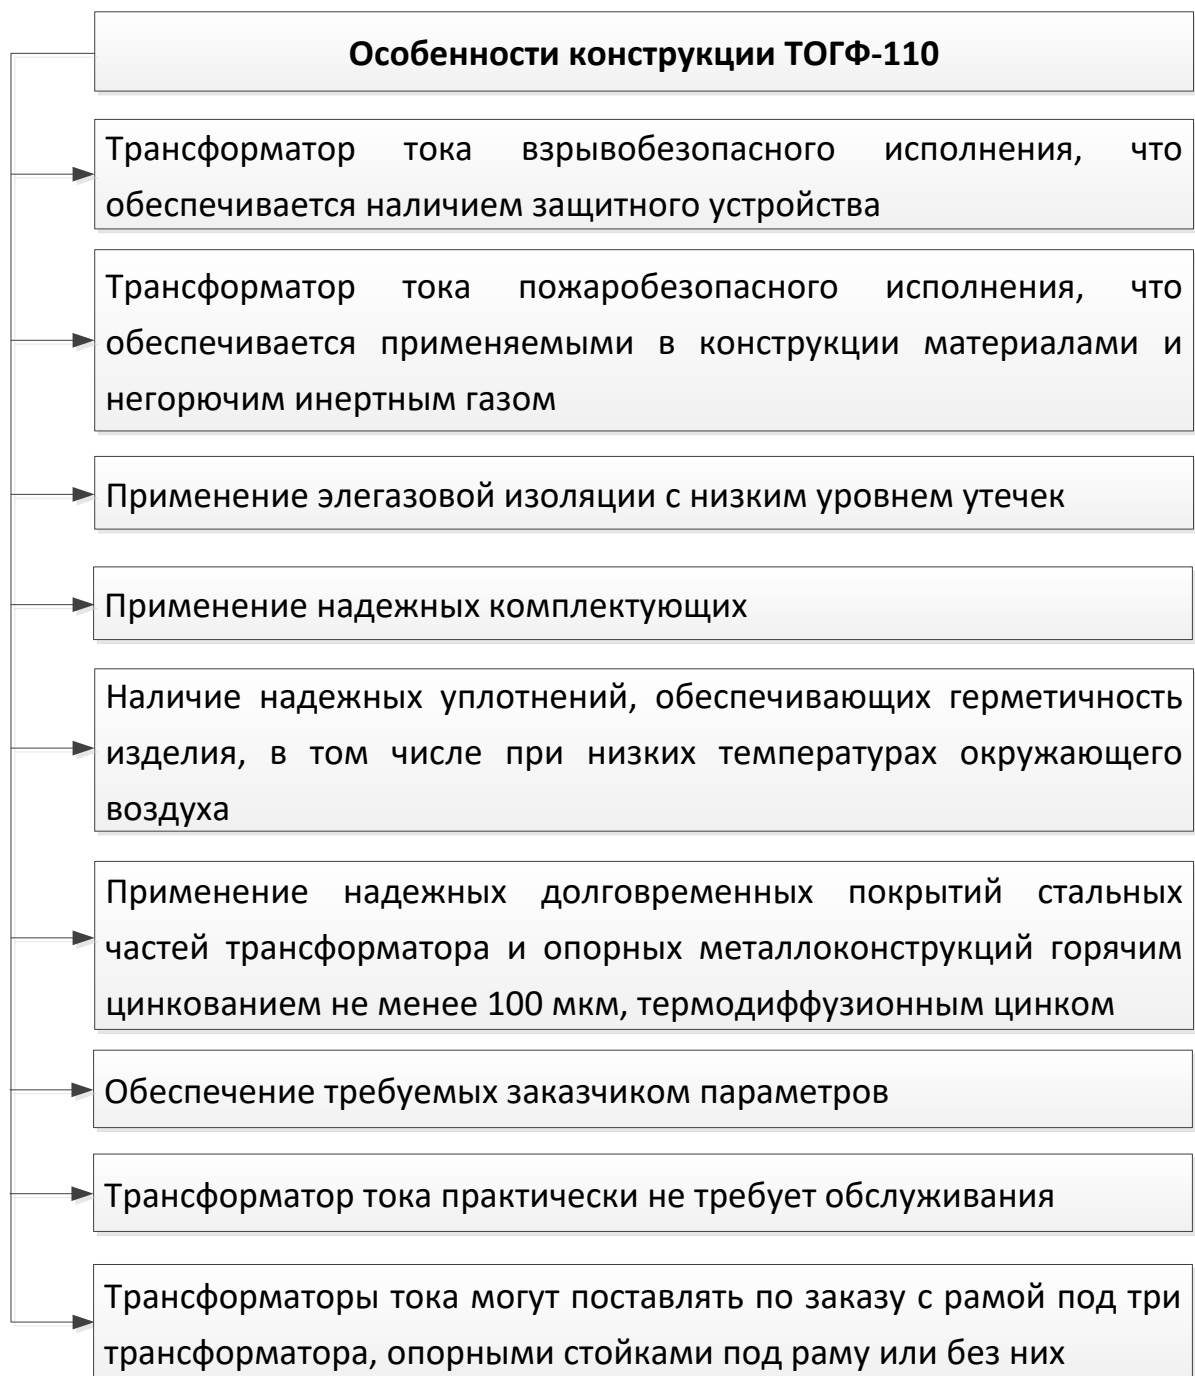 Особенности конструкции ТОГФ-110
Трансформатор тока взрывобезопасного исполнения, что
обеспечивается наличием защитного устройства
Трансформатор тока пожаробезопасного исполнения, что
обеспечивается применяемыми в конструкции материалами и
негорючим инертным газом
Применение элегазовой изоляции с низким уровнем утечек
Применение надежных комплектующих
Наличие надежных уплотнений, обеспечивающих герметичность
изделия, в том числе при низких температурах окружающего
воздуха
Применение надежных долговременных покрытий стальных
частей трансформатора и опорных металлоконструкций горячим
цинкованием не менее 100 мкм, термодиффузионным цинком
Обеспечение требуемых заказчиком параметров
Трансформатор тока практически не требует обслуживания
Трансформаторы тока могут поставлять по заказу с рамой под три
трансформатора, опорными стойками под раму или без них